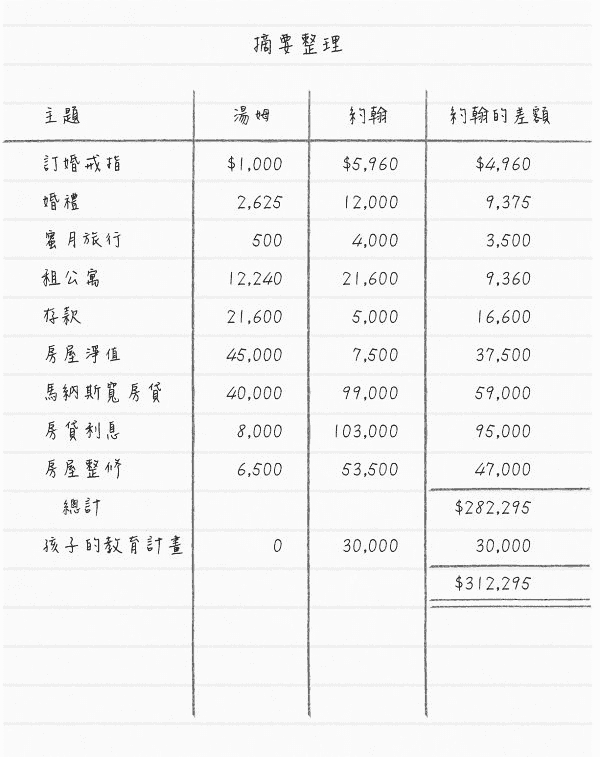 摘要整理
主題 湯姆 約翰 約翰的差額
訂婚戒指 $1,000 $5,960 $4,960
婚禮 2,625 12,000 9,375
蜜月旅行 500 4,000 3,500
租公寓 12,240 21,600 9,360
存款 21,600 5,000 16,600
房屋淨值 45,000 7,500 37,500
馬納斯寬房貸 40,000 99,000 59,000
房貸利息 8,000 103,000 95,000
房屋整修 6,500 53,500 47,000
總計 $282,295
孩子的教育計畫 0 30,000 30,000
$312,295